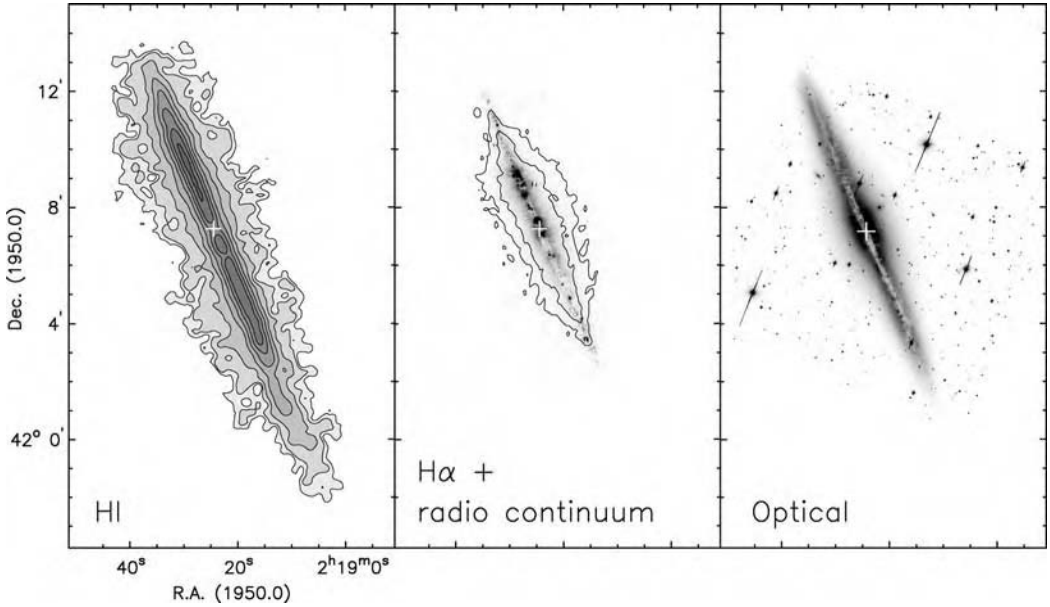 12'
8'
4'
42° 0'
Dec. (1950.0)
HI
Hα +
radio continuum
Optical
40ˢ 20ˢ 2ʰ19ᵐ0ˢ
R.A. (1950.0)